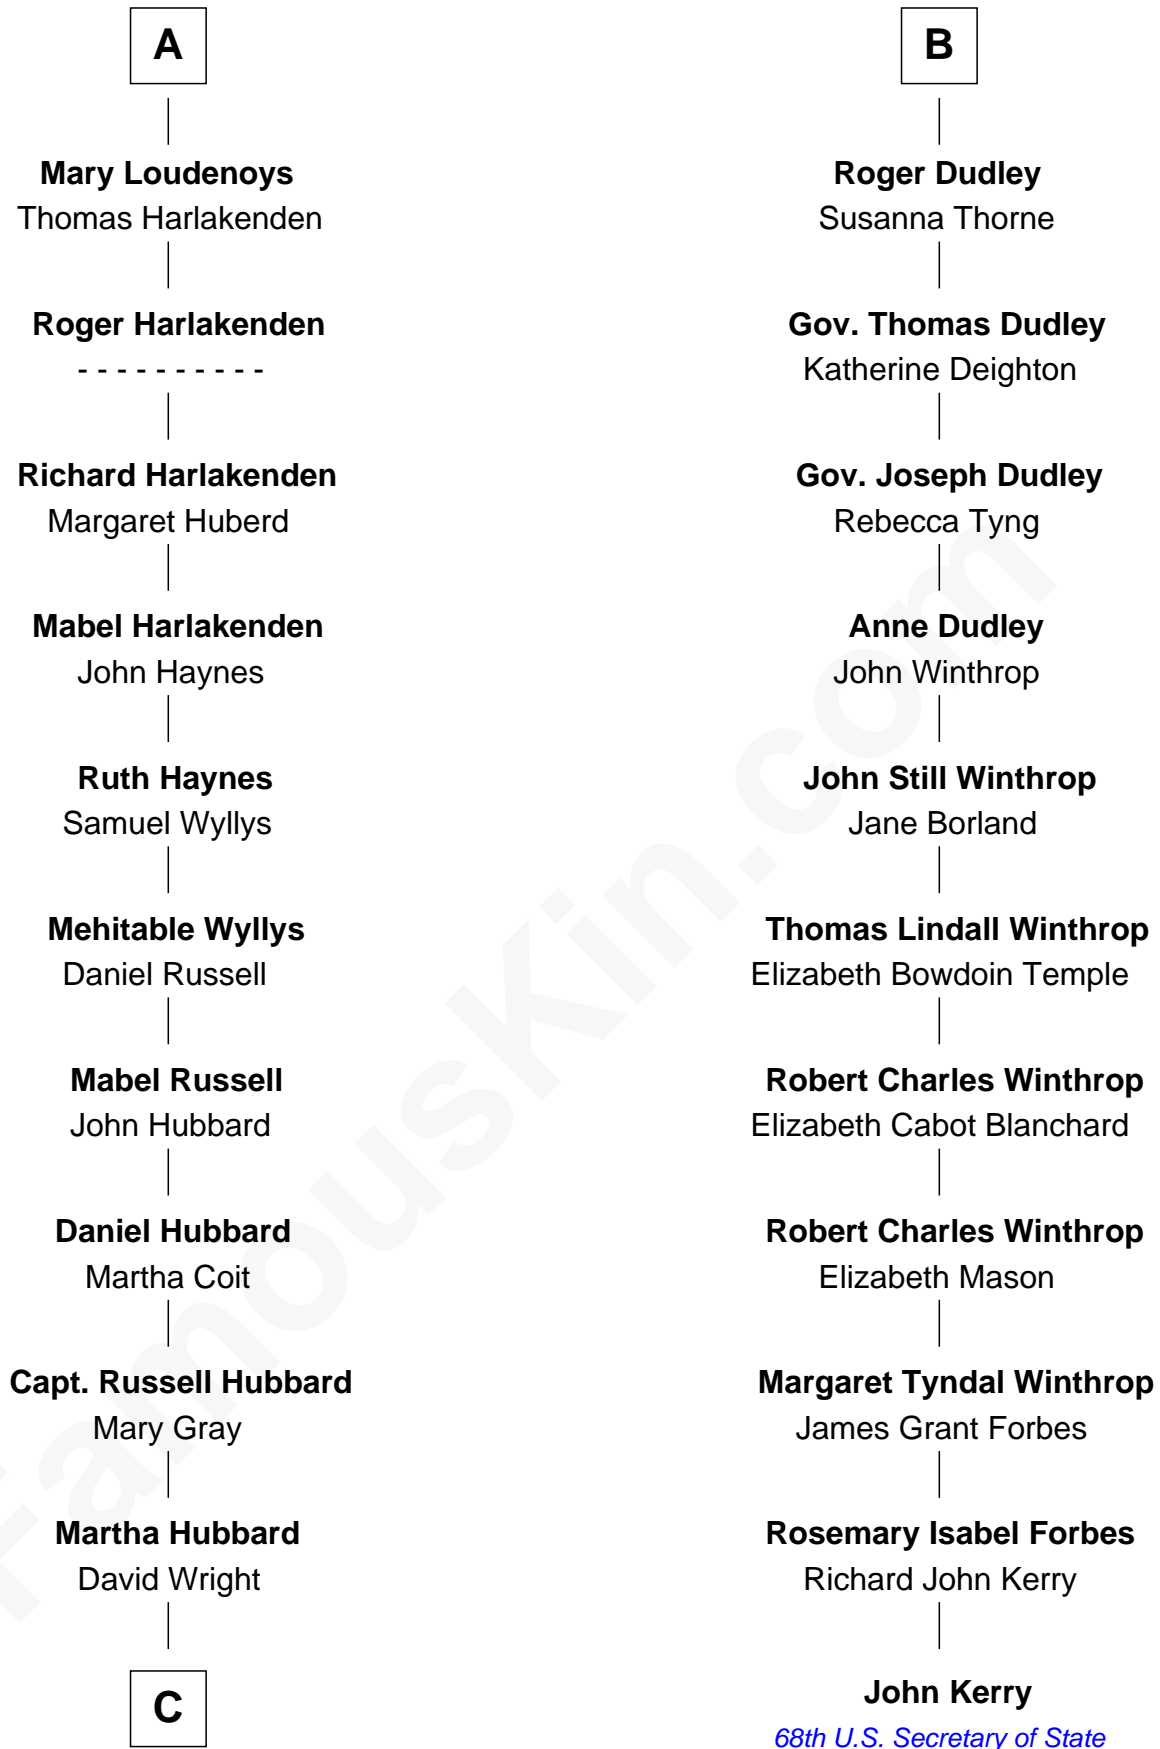 A
Mary Loudenoys
Thomas Harlakenden
Roger Harlakenden
- - - - - - - - - -
Richard Harlakenden
Margaret Huberd
Mabel Harlakenden
John Haynes
Ruth Haynes
Samuel Wyllys
Mehitable Wyllys
Daniel Russell
Mabel Russell
John Hubbard
Daniel Hubbard
Martha Coit
Capt. Russell Hubbard
Mary Gray
Martha Hubbard
David Wright
C
B
Roger Dudley
Susanna Thorne
Gov. Thomas Dudley
Katherine Deighton
Gov. Joseph Dudley
Rebecca Tyng
Anne Dudley
John Winthrop
John Still Winthrop
Jane Borland
Thomas Lindall Winthrop
Elizabeth Bowdoin Temple
Robert Charles Winthrop
Elizabeth Cabot Blanchard
Robert Charles Winthrop
Elizabeth Mason
Margaret Tyndal Winthrop
James Grant Forbes
Rosemary Isabel Forbes
Richard John Kerry
John Kerry
68th U.S. Secretary of State
FamousKin.com